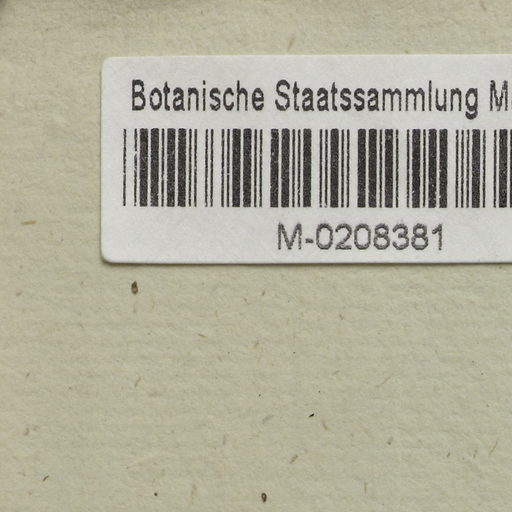 Botanische Staatssammlung
M-0208381